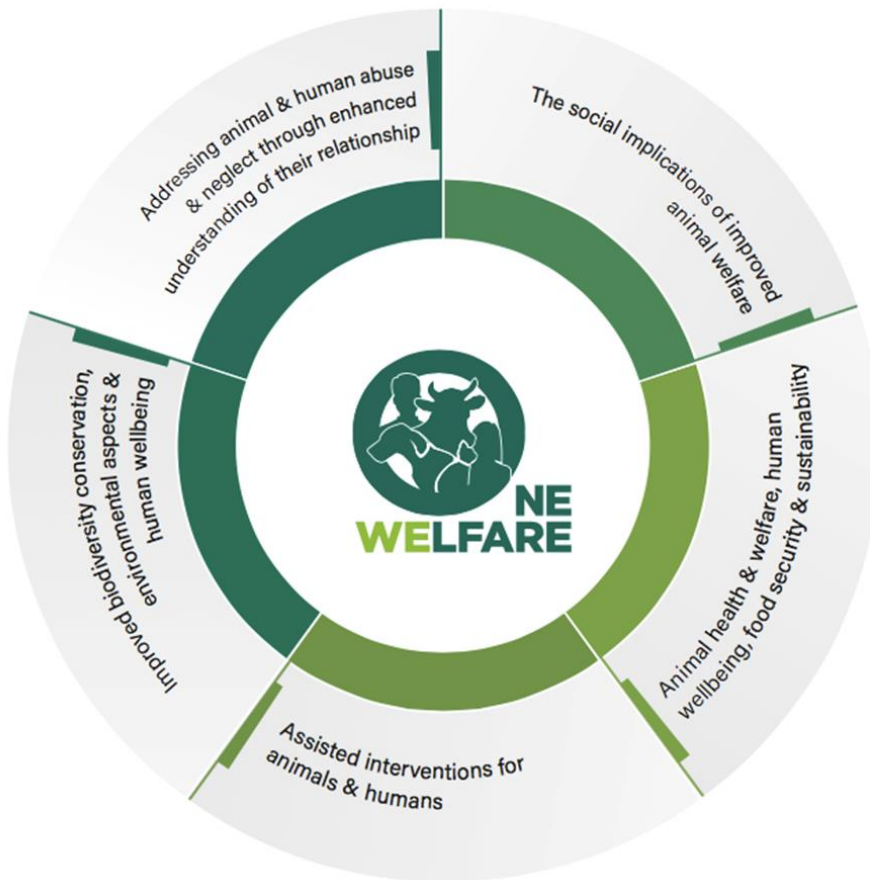 Addressing animal & human abuse
& neglect through enhanced
understanding of their relationship
The social implications of improved
animal welfare
Animal health & welfare, human
wellbeing, food security & sustainability
Assisted interventions for
animals & humans
Improved biodiversity conservation,
environmental aspects &
human wellbeing
NE
WELFARE